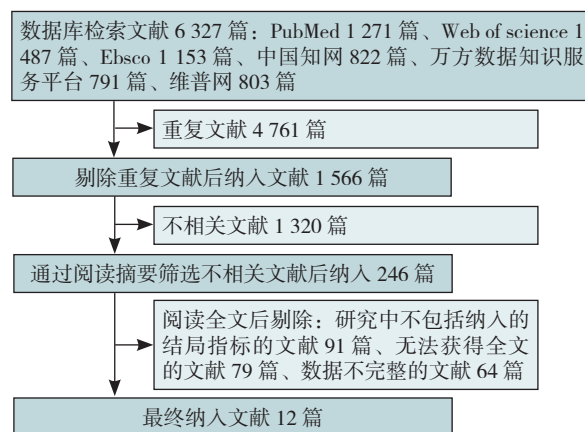 数据库检索文献 6 327 篇：PubMed 1 271 篇、Web of science 1
487 篇、Ebsco 1 153 篇、中国知网 822 篇、万方数据知识服
务平台 791 篇、维普网 803 篇
重复文献 4 761 篇
剔除重复文献后纳入文献 1 566 篇
不相关文献 1 320 篇
通过阅读摘要筛选不相关文献后纳入 246 篇
阅读全文后剔除：研究中不包括纳入的
结局指标的文献 91 篇、无法获得全文
的文献 79 篇、数据不完整的文献 64 篇
最终纳入文献 12 篇